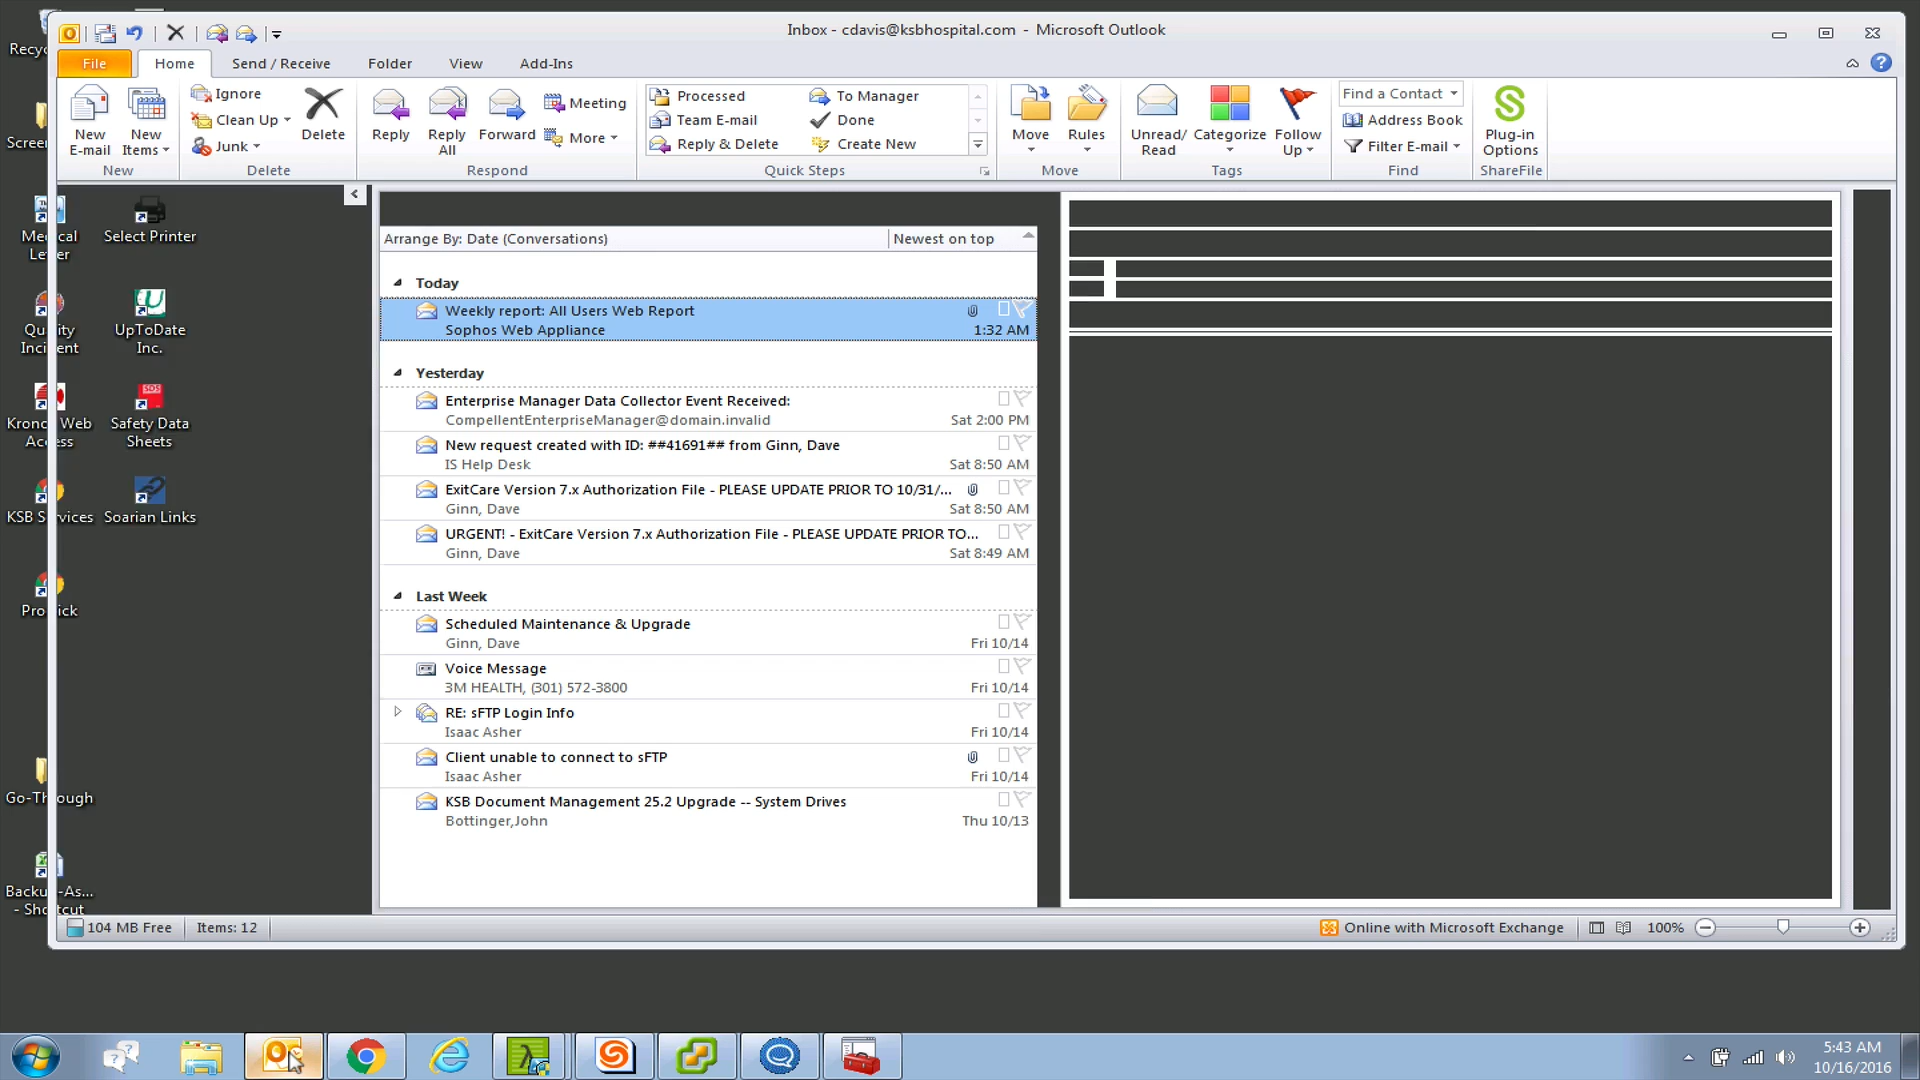 Inbox - cdavis@ksbhospital.com - Microsoft Outlook
File Home Send / Receive Folder View Add-Ins
New E-mail
New Items
New
Ignore
Clean Up
Junk
Delete
Delete
Reply
Reply All
Forward
Meeting
More
Respond
Processed
Team E-mail
Reply & Delete
To Manager
Done
Create New
Quick Steps
Move
Rules
Move
Unread/ Read
Categorize
Follow Up
Tags
Find a Contact
Address Book
Filter E-mail
Find
Plug-in Options
ShareFile
Select Printer
UpToDate Inc.
Safety Data Sheets
Soarian Links
Go-Through
Arrange By: Date (Conversations) Newest on top
Today
Weekly report: All Users Web Report
Sophos Web Appliance 1:32 AM
Yesterday
Enterprise Manager Data Collector Event Received:
CompellentEnterpriseManager@domain.invalid Sat 2:00 PM
New request created with ID: ##41691## from Ginn, Dave
IS Help Desk Sat 8:50 AM
ExitCare Version 7.x Authorization File - PLEASE UPDATE PRIOR TO 10/31/...
Ginn, Dave Sat 8:50 AM
URGENT! - ExitCare Version 7.x Authorization File - PLEASE UPDATE PRIOR TO...
Ginn, Dave Sat 8:49 AM
Last Week
Scheduled Maintenance & Upgrade
Ginn, Dave Fri 10/14
Voice Message
3M HEALTH, (301) 572-3800 Fri 10/14
RE: sFTP Login Info
Isaac Asher Fri 10/14
Client unable to connect to sFTP
Isaac Asher Fri 10/14
KSB Document Management 25.2 Upgrade -- System Drives
Bottinger,John Thu 10/13
104 MB Free Items: 12
Online with Microsoft Exchange 100%
5:43 AM
10/16/2016